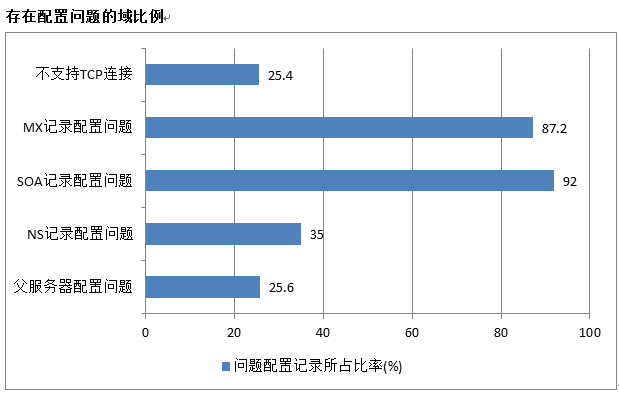 存在配置问题的域比例
不支持TCP连接
25.4
MX记录配置问题
87.2
SOA记录配置问题
92
NS记录配置问题
35
父服务器配置问题
25.6
0 20 40 60 80 100
问题配置记录所占比率(%)